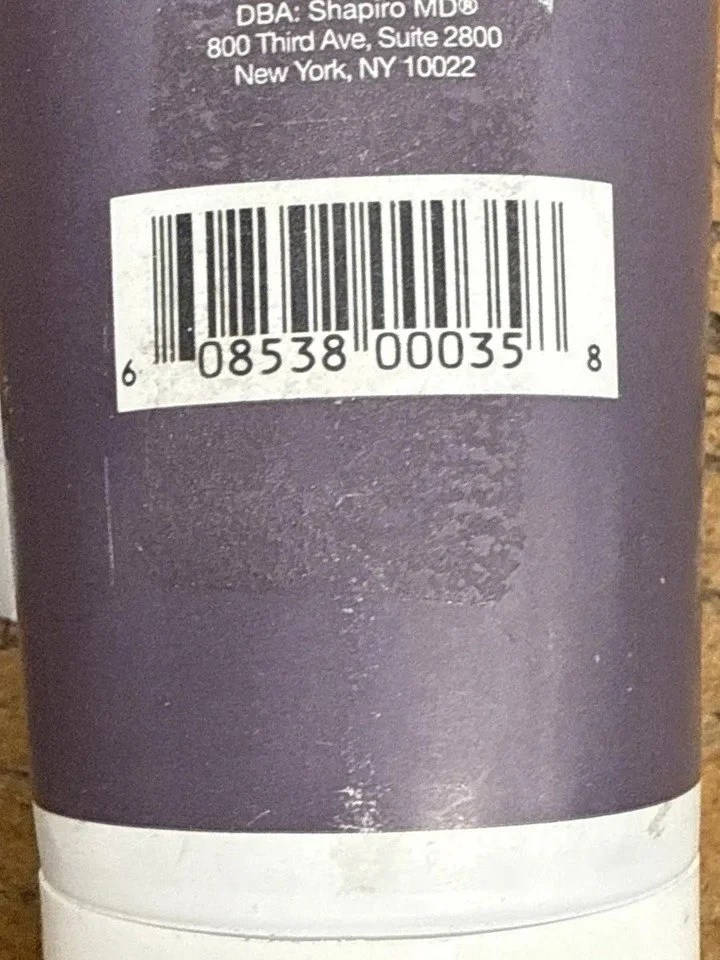 DBA: Shapiro MD®
800 Third Ave, Suite 2800
New York, NY 10022
6 08538 00035 8